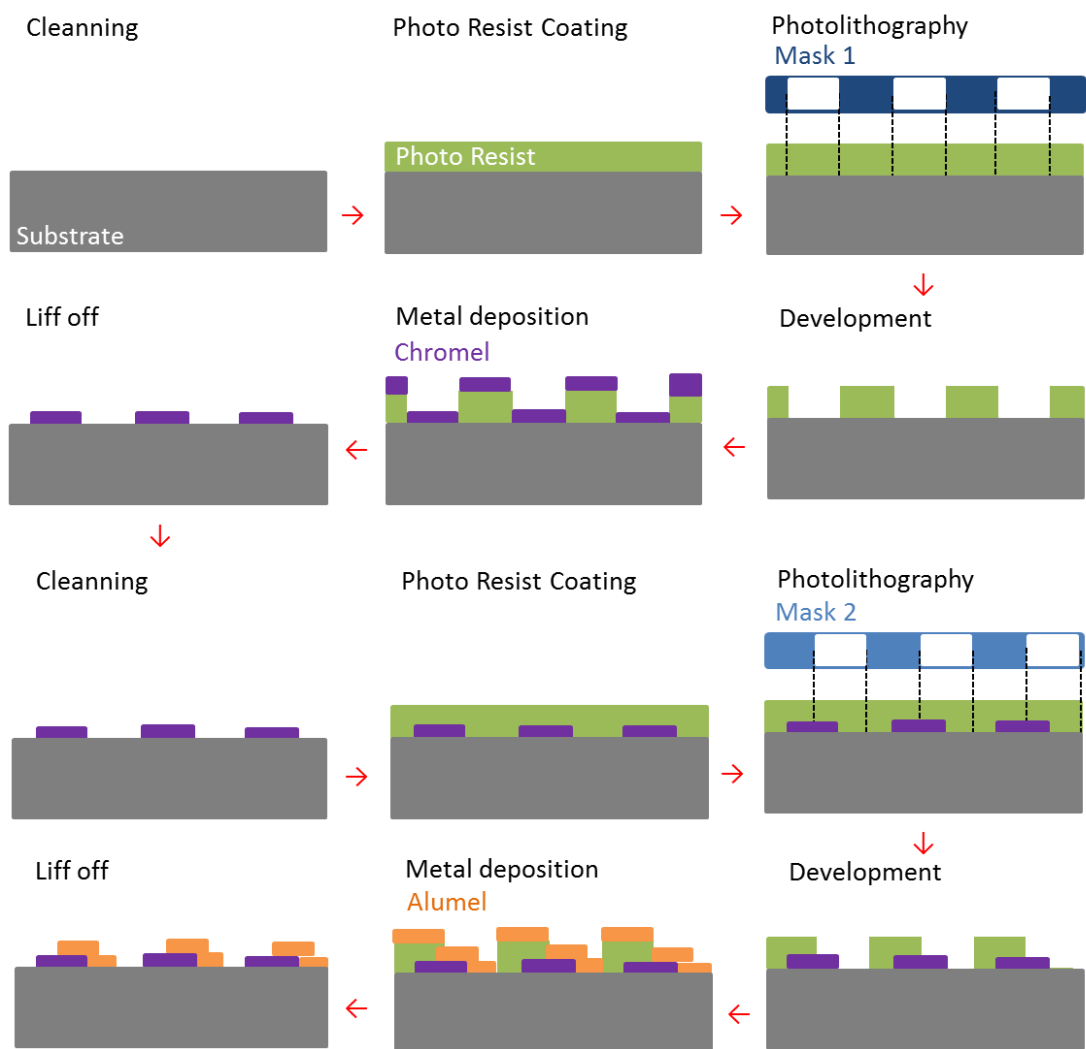 Cleanning
Photo Resist Coating
Photolithography
Mask 1
Photo Resist
Substrate
Liff off
Metal deposition
Chromel
Development
Cleanning
Photo Resist Coating
Photolithography
Mask 2
Liff off
Metal deposition
Alumel
Development